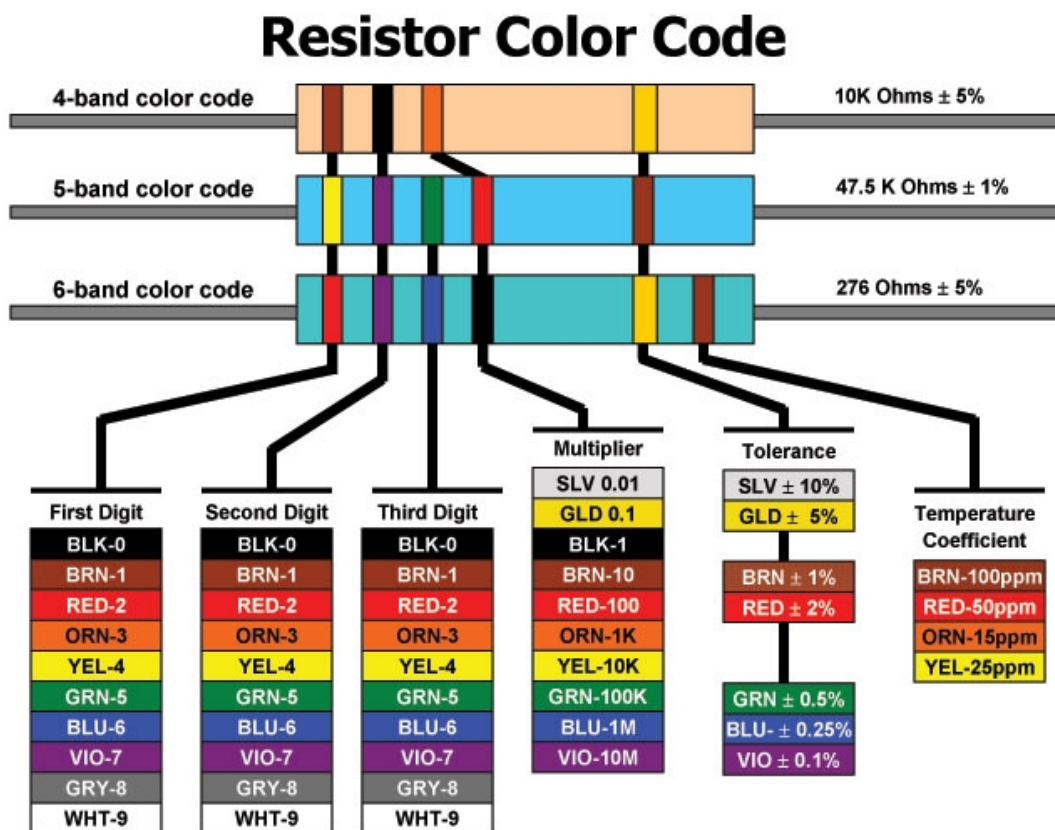 Resistor Color Code
4-band color code
10K Ohms ± 5%
5-band color code
47.5 K Ohms ± 1%
6-band color code
276 Ohms ± 5%
First Digit
BLK-0
BRN-1
RED-2
ORN-3
YEL-4
GRN-5
BLU-6
VIO-7
GRY-8
WHT-9
Second Digit
BLK-0
BRN-1
RED-2
ORN-3
YEL-4
GRN-5
BLU-6
VIO-7
GRY-8
WHT-9
Third Digit
BLK-0
BRN-1
RED-2
ORN-3
YEL-4
GRN-5
BLU-6
VIO-7
GRY-8
WHT-9
Multiplier
SLV 0.01
GLD 0.1
BLK-1
BRN-10
RED-100
ORN-1K
YEL-10K
GRN-100K
BLU-1M
VIO-10M
Tolerance
SLV ± 10%
GLD ± 5%
BRN ± 1%
RED ± 2%
GRN ± 0.5%
BLU- ± 0.25%
VIO ± 0.1%
Temperature
Coefficient
BRN-100ppm
RED-50ppm
ORN-15ppm
YEL-25ppm